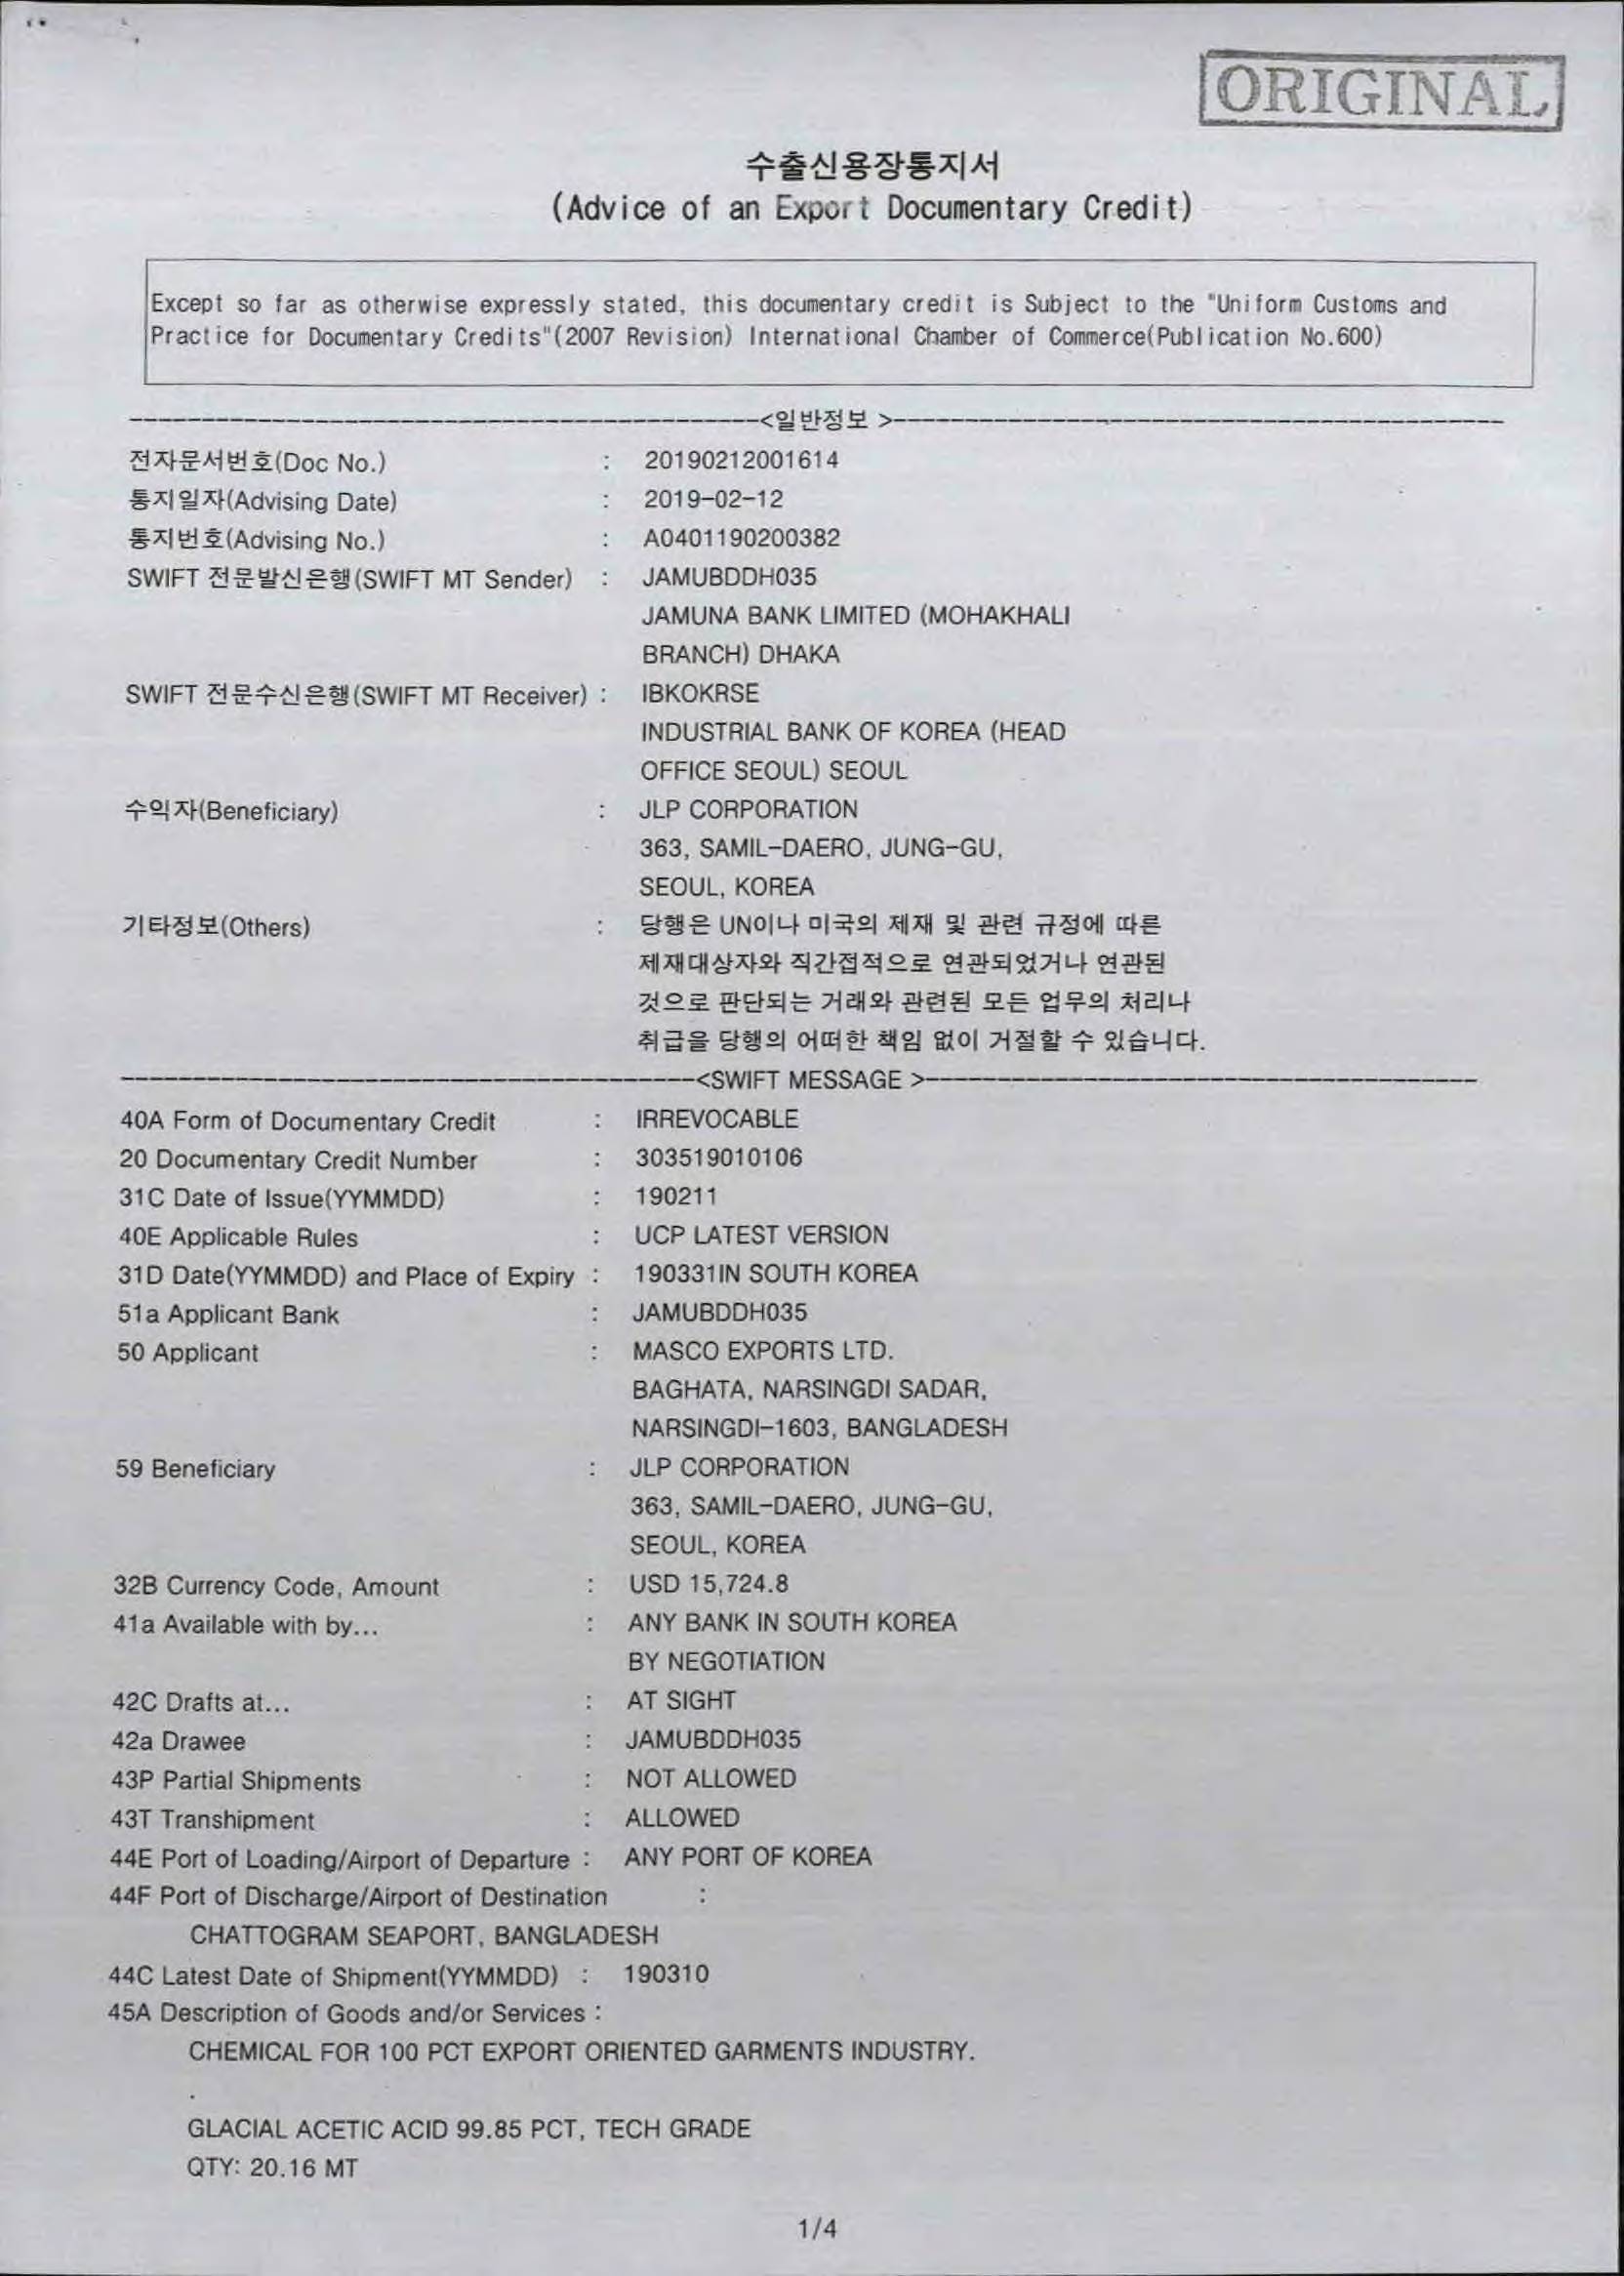 ORIGINAL
수출신용장통지서
(Advice of an Export Documentary Credit)
Except so far as otherwise expressly stated, this documentary credit is Subject to the "Uniform Customs and
Practice for Documentary Credits"(2007 Revision) International Chamber of Commerce(Publication No.600)
--------------------<일반정보 >--------------------
전자문서번호(Doc No.) : 20190212001614
통지일자(Advising Date) : 2019-02-12
통지번호(Advising No.) : A0401190200382
SWIFT 전문발신은행(SWIFT MT Sender) : JAMUBDDH035
JAMUNA BANK LIMITED (MOHAKHALI
BRANCH) DHAKA
SWIFT 전문수신은행(SWIFT MT Receiver) : IBKOKRSE
INDUSTRIAL BANK OF KOREA (HEAD
OFFICE SEOUL) SEOUL
수익자(Beneficiary) : JLP CORPORATION
363, SAMIL-DAERO, JUNG-GU,
SEOUL, KOREA
기타정보(Others) : 당행은 UN이나 미국의 제재 및 관련 규정에 따른
제재대상자와 직간접적으로 연관되었거나 연관된
것으로 판단되는 거래와 관련된 모든 업무의 처리나
취급을 당행의 어떠한 책임 없이 거절할 수 있습니다.
--------------------<SWIFT MESSAGE >--------------------
40A Form of Documentary Credit : IRREVOCABLE
20 Documentary Credit Number : 303519010106
31C Date of Issue(YYMMDD) : 190211
40E Applicable Rules : UCP LATEST VERSION
31D Date(YYMMDD) and Place of Expiry : 190331IN SOUTH KOREA
51a Applicant Bank : JAMUBDDH035
50 Applicant : MASCO EXPORTS LTD.
BAGHATA, NARSINGDI SADAR,
NARSINGDI-1603, BANGLADESH
59 Beneficiary : JLP CORPORATION
363, SAMIL-DAERO, JUNG-GU,
SEOUL, KOREA
32B Currency Code, Amount : USD 15,724.8
41a Available with by... : ANY BANK IN SOUTH KOREA
BY NEGOTIATION
42C Drafts at... : AT SIGHT
42a Drawee : JAMUBDDH035
43P Partial Shipments : NOT ALLOWED
43T Transhipment : ALLOWED
44E Port of Loading/Airport of Departure : ANY PORT OF KOREA
44F Port of Discharge/Airport of Destination :
CHATTOGRAM SEAPORT, BANGLADESH
44C Latest Date of Shipment(YYMMDD) : 190310
45A Description of Goods and/or Services :
CHEMICAL FOR 100 PCT EXPORT ORIENTED GARMENTS INDUSTRY.
.
GLACIAL ACETIC ACID 99.85 PCT, TECH GRADE
QTY: 20.16 MT
1/4